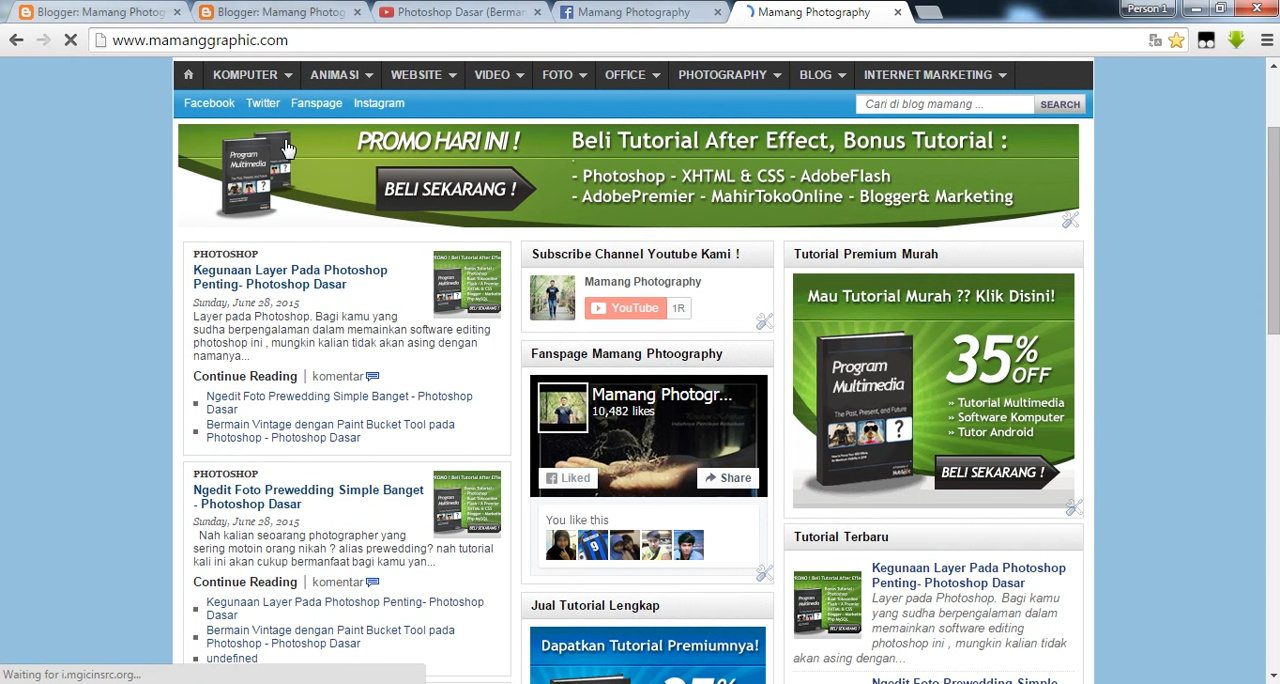 Blogger: Mamang Photog
Blogger: Mamang Photog
Photoshop Dasar (Berman
Mamang Photography
Mamang Photography
Person 1
www.mamanggraphic.com
KOMPUTER
ANIMASI
WEBSITE
VIDEO
FOTO
OFFICE
PHOTOGRAPHY
BLOG
INTERNET MARKETING
Facebook
Twitter
Fanspage
Instagram
Cari di blog mamang ...
SEARCH
Program
Multimedia
PROMO HARI INI !
BELI SEKARANG !
Beli Tutorial After Effect, Bonus Tutorial :
- Photoshop - XHTML & CSS - AdobeFlash
- AdobePremier - MahirTokoOnline - Blogger& Marketing
PHOTOSHOP
Kegunaan Layer Pada Photoshop
Penting- Photoshop Dasar
Sunday, June 28, 2015
Layer pada Photoshop. Bagi kamu yang
sudha berpengalaman dalam memainkan software editing
photoshop ini , mungkin kalian tidak akan asing dengan
namanya...
Continue Reading
komentar
Ngedit Foto Prewedding Simple Banget - Photoshop
Dasar
Bermain Vintage dengan Paint Bucket Tool pada
Photoshop - Photoshop Dasar
PHOTOSHOP
Ngedit Foto Prewedding Simple Banget
- Photoshop Dasar
Sunday, June 28, 2015
Nah kalian seoarang photographer yang
sering motoin orang nikah ? alias prewedding? nah tutorial
kali ini akan cukup bermanfaat bagi kamu yan...
Continue Reading
komentar
Kegunaan Layer Pada Photoshop Penting- Photoshop
Dasar
Bermain Vintage dengan Paint Bucket Tool pada
Photoshop - Photoshop Dasar
undefined
Subscribe Channel Youtube Kami !
Mamang Photography
YouTube
1R
Fanspage Mamang Phtoography
Mamang Photogr...
10,482 likes
Liked
Share
You like this
Jual Tutorial Lengkap
Dapatkan Tutorial Premiumnya!
Tutorial Premium Murah
Mau Tutorial Murah ?? Klik Disini!
Program
Multimedia
The Past, Present, and Future
35%
OFF
» Tutorial Multimedia
» Software Komputer
» Tutor Android
BELI SEKARANG !
Tutorial Terbaru
Kegunaan Layer Pada Photoshop
Penting- Photoshop Dasar
Layer pada Photoshop. Bagi kamu
yang sudha berpengalaman dalam
memainkan software editing
photoshop ini , mungkin kalian tidak
akan asing dengan...
Ngedit Foto Prewedding Simple
Waiting for i.mgicinsrc.org...